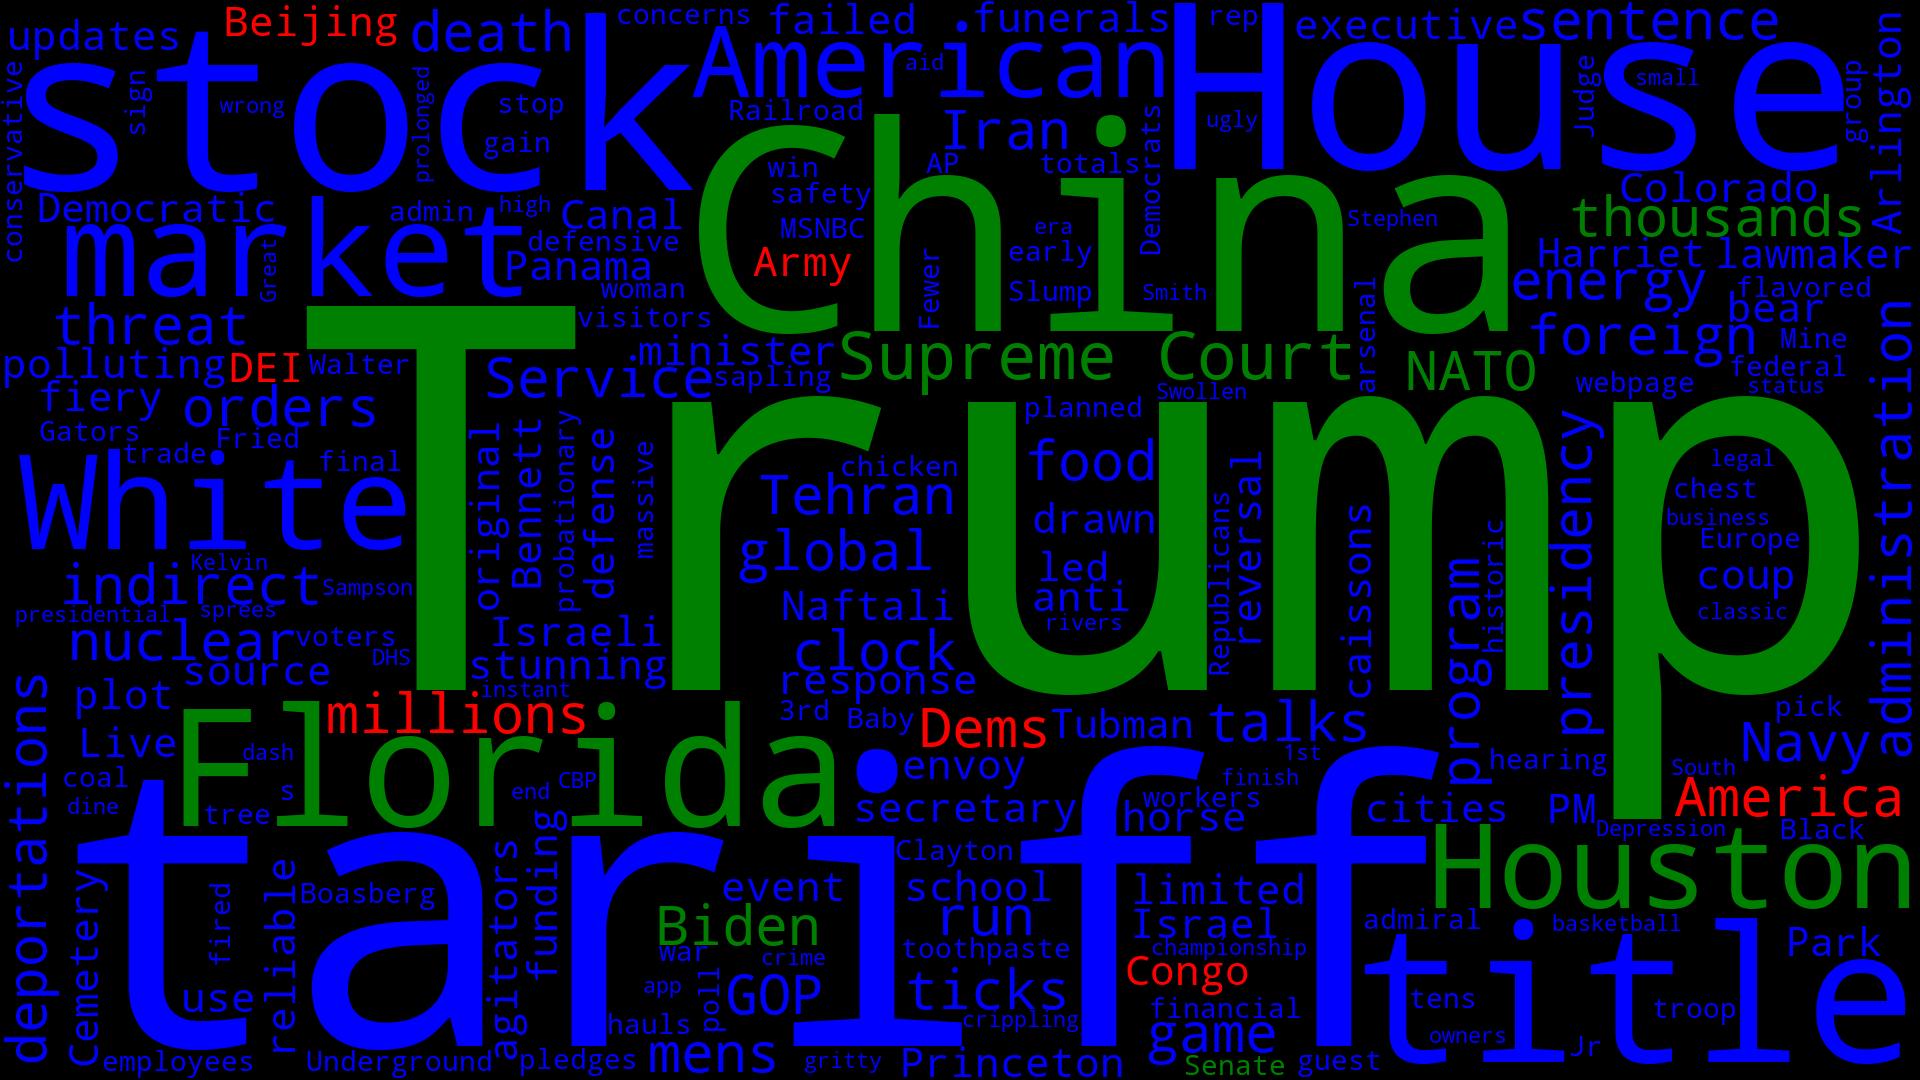 updates
Beijing
death
concerns
failed
funerals
rep
executive
sentence
stock
American
House
conservative
sign
wrong
prolonged
stop
gain
aid
Railroad
Iran
ugly
Judge
small
group
Arlington
China
win
AP
totals
Democrats
safety
MSNBC
Army
era
early
Stephen
Colorado
thousands
Democratic
admin
high
Canal
market
Great
defensive
Panama
woman
Fewer
Slump
Smith
arsenal
Harriet
lawmaker
energy
flavored
bear
threat
visitors
minister
foreign
Mine
polluting
DEI
Walter
Service
sapling
Supreme Court
NATO
federal
webpage
status
Swollen
fiery
orders
Gators
Fried
trade
final
Trump
planned
White
original
Bennett
probationary
defense
massive
chicken
Tehran
food
drawn
global
led
anti
rivers
Republicans
reversal
caissons
historic
program
presidency
legal
chest
business
Europe
coup
classic
administration
Kelvin
indirect
Sampson
presidential
sprees
Naftali
nuclear
voters
Israeli
clock
DHS
source
stunning
response
deportations
plot
instant
millions
3rd
Baby
Dems
Tubman
talks
pick
Live
Florida
dash
Navy
coal
s
CBP
end
envoy
1st
finish
hearing
South
dine
tree
secretary
workers
horse
cities
PM
America
tariff
Depression
Black
Clayton
Houston
Cemetery
fired
reliable
Boasberg
agitators
funding
event
school
limited
Biden
run
Israel
admiral
basketball
title
Park
war
crime
toothpaste
championship
Congo
use
app
poll
GOP
ticks
financial
tens
troop
hauls
crippling
game
owners
Jr
employees
Underground
pledges
mens
gritty
Princeton
Senate
guest